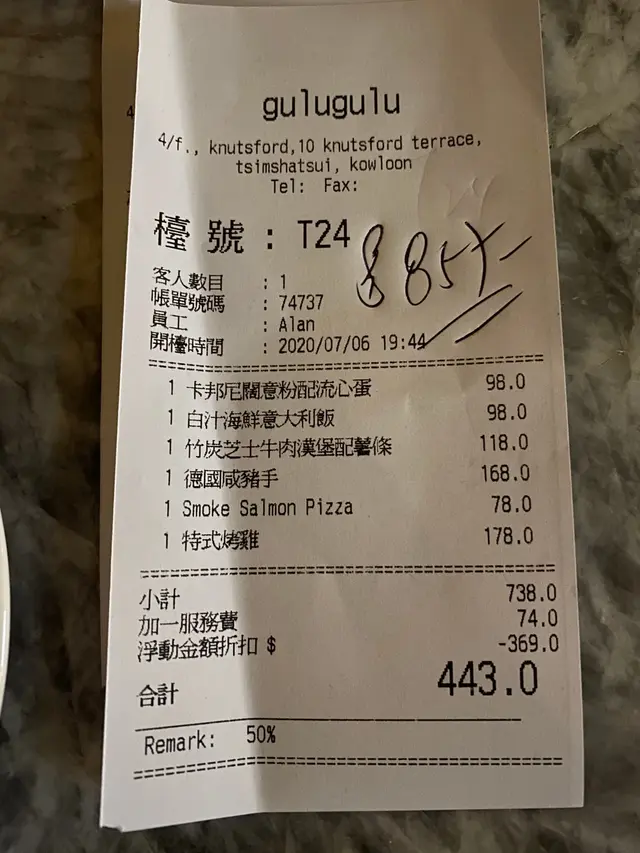 gulugulu
4/f., knutsford,10 knutsford terrace,
tsimshatsui, kowloon
Tel: Fax:
檯號 : T24
$857-
客人數目 : 1
帳單號碼 : 74737
員工 : Alan
開檯時間 : 2020/07/06 19:44
1 卡邦尼闊意粉配流心蛋 98.0
1 白汁海鮮意大利飯 98.0
1 竹炭芝士牛肉漢堡配薯條 118.0
1 德國咸豬手 168.0
1 Smoke Salmon Pizza 78.0
1 特式烤雞 178.0
小計 738.0
加一服務費 74.0
浮動金額折扣 $ -369.0
合計 443.0
Remark: 50%